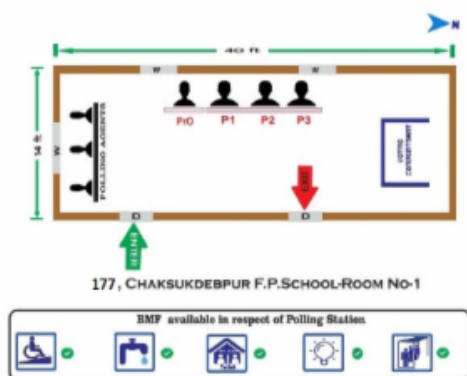 N
40 ft
W W
14 ft
W
POLLING AGENTS
PrO P1 P2 P3
VOTING COMPARTMENT
EXIT
D D
ENTER
177, CHAKSUKDEBPUR F.P.SCHOOL-ROOM NO-1
BMF available in respect of Polling Station